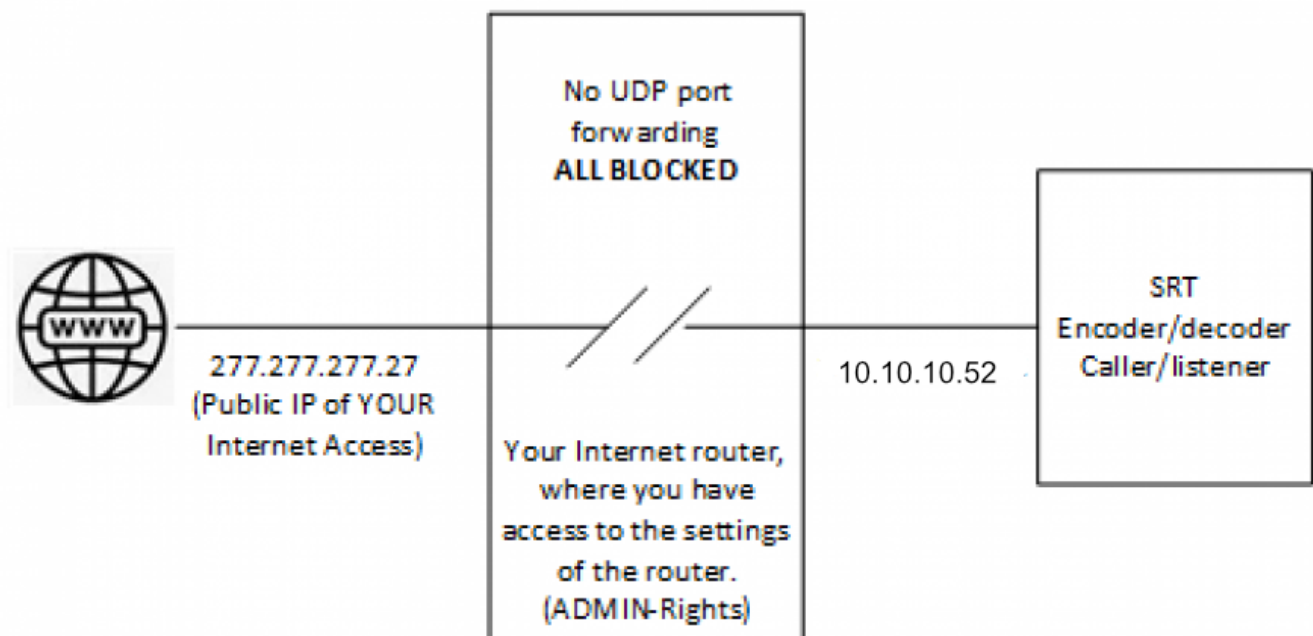 No UDP port
forwarding
ALL BLOCKED
WWW
277.277.277.27
(Public IP of YOUR
Internet Access)
10.10.10.52
SRT
Encoder/decoder
Caller/listener
Your Internet router,
where you have
access to the settings
of the router.
(ADMIN-Rights)